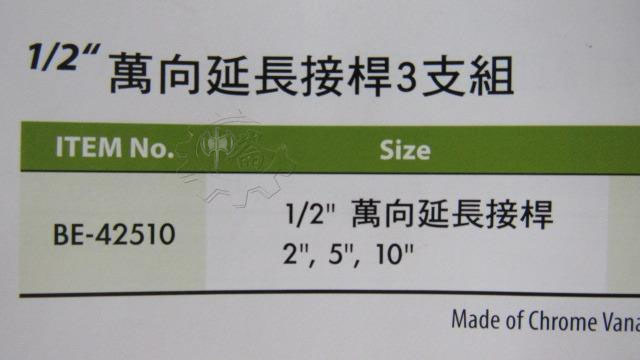 1/2“ 萬向延長接桿3支組
ITEM No. Size
BE-42510
1/2" 萬向延長接桿
2", 5", 10"
Made of Chrome